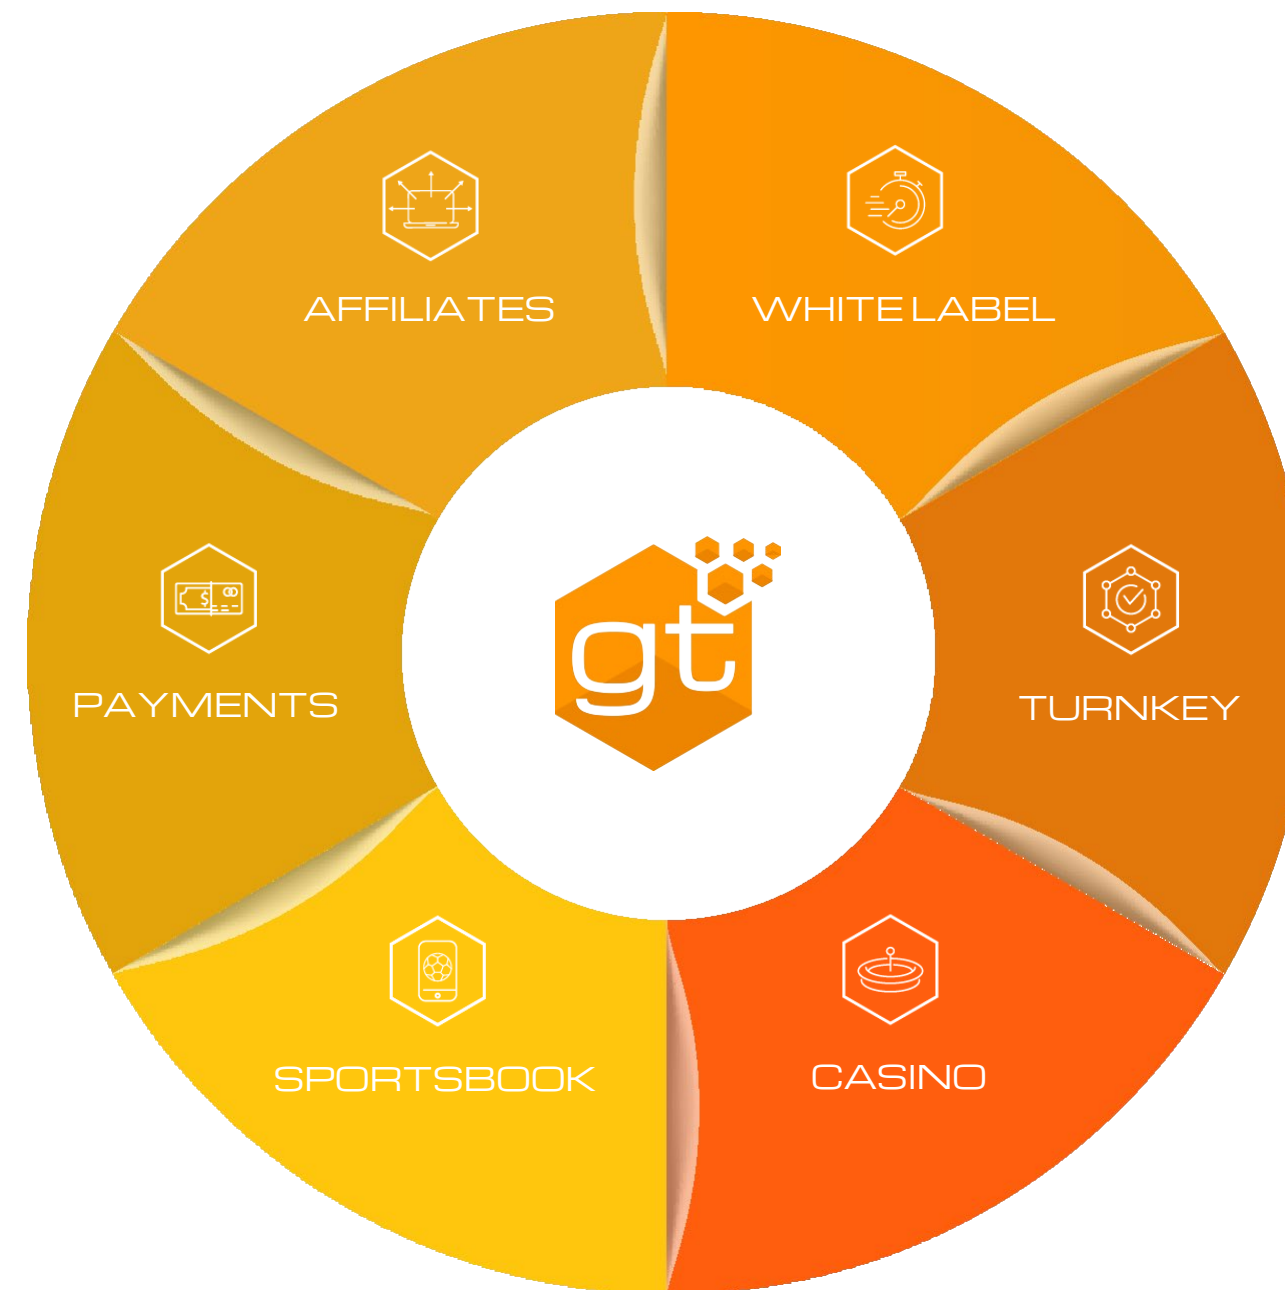 AFFILIATES
WHITE LABEL
$
gt
PAYMENTS
TURNKEY
SPORTSBOOK
CASINO